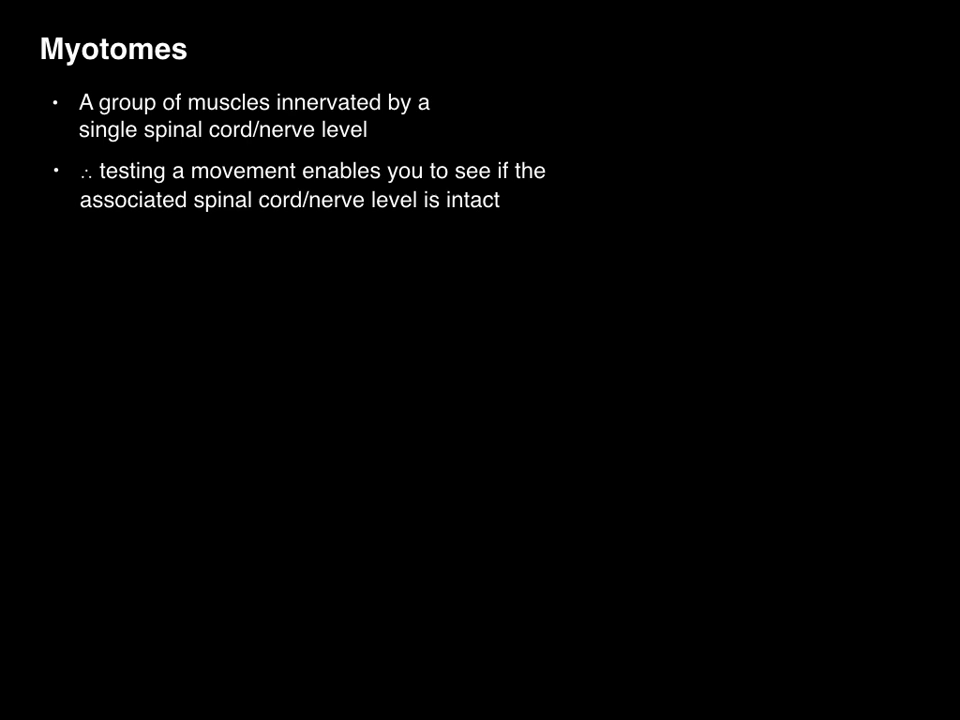 Myotomes
• A group of muscles innervated by a
single spinal cord/nerve level
• ∴ testing a movement enables you to see if the
associated spinal cord/nerve level is intact